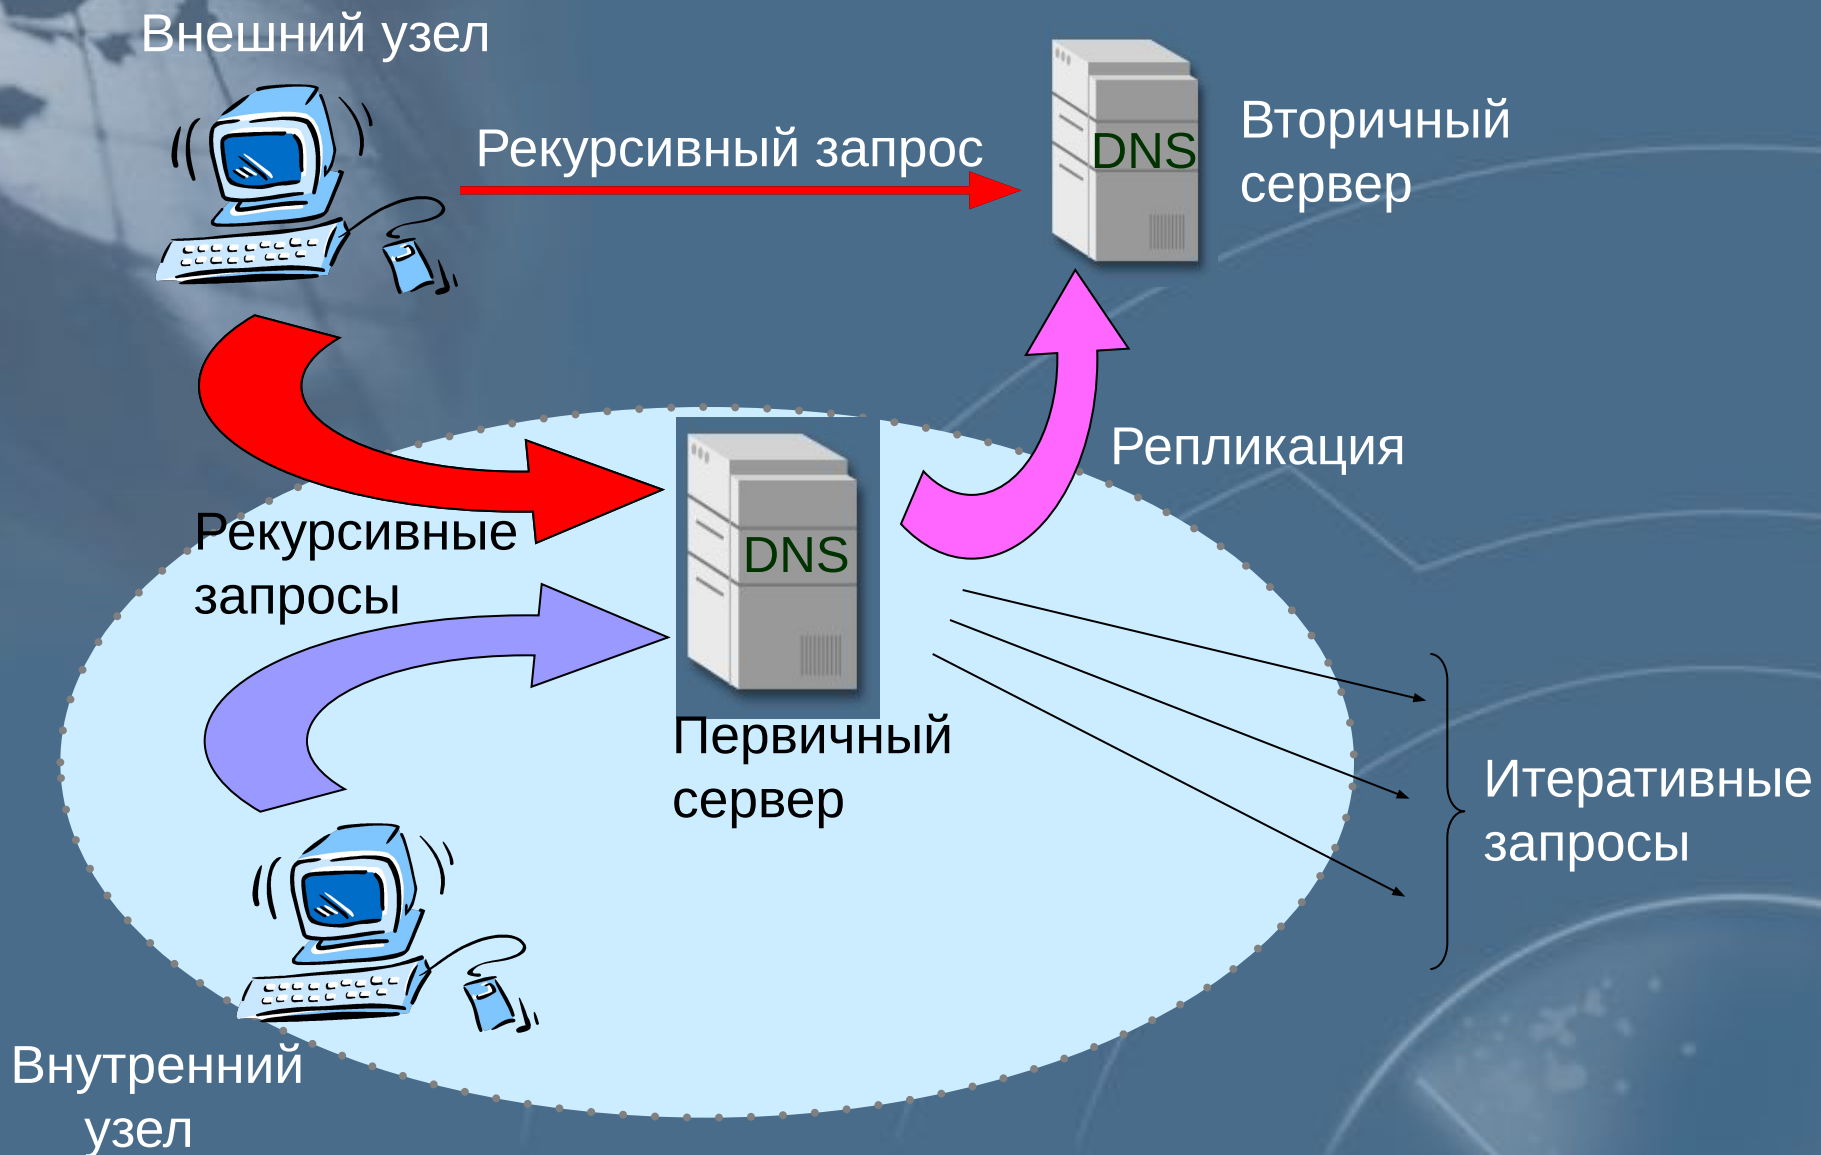 Внешний узел
Рекурсивный запрос
DNS
Вторичный
сервер
Репликация
Рекурсивные
запросы
DNS
Первичный
сервер
Итеративные
запросы
Внутренний
узел